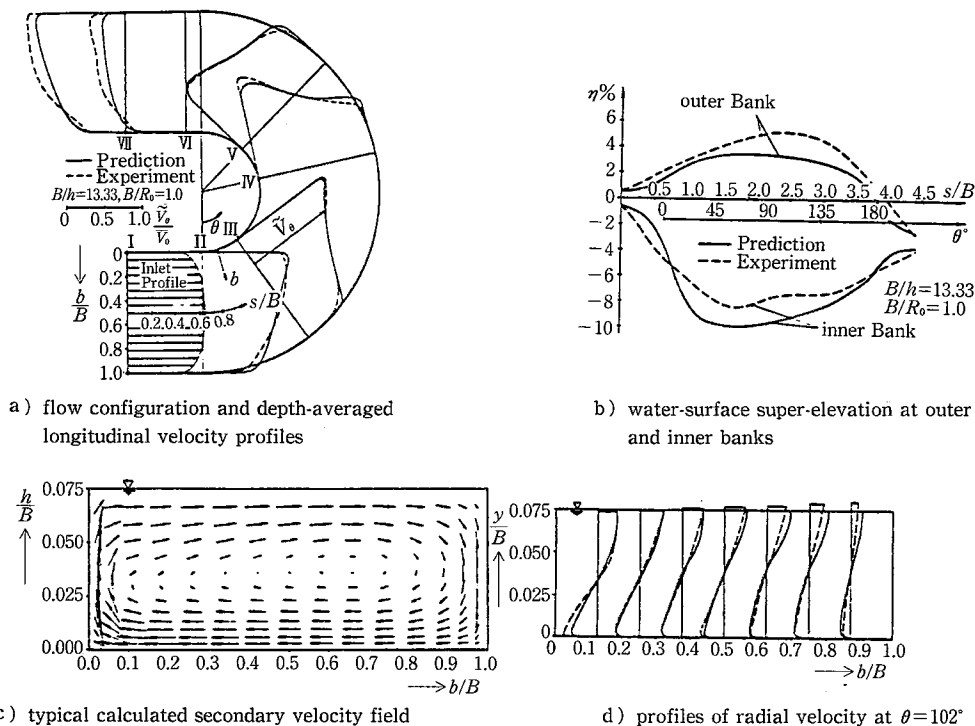 VII
VI
V
IV
Prediction
Experiment
B/h=13.33, B/R₀=1.0
0 0.5 1.0 Ṽθ/V̄₀
θ III
Ṽθ
I II
0
Inlet
Profile
b
0.2
0.4
s/B
b/B
0.6
0.2 0.4 0.6 0.8
0.8
1.0
a) flow configuration and depth-averaged
longitudinal velocity profiles
η%
8
outer Bank
6
4
2
0
0.5 1.0 1.5 2.0 2.5 3.0 3.5 4.0 4.5 s/B
0 45 90 135 180
θ°
−2
−4
Prediction
Experiment
−6
B/h=13.33
B/R₀=1.0
−8
−10
inner Bank
b) water-surface super-elevation at outer
and inner banks
h/B
0.075
0.050
0.025
0.000
0.0 0.1 0.2 0.3 0.4 0.5 0.6 0.7 0.8 0.9 1.0
b/B
c) typical calculated secondary velocity field
y/B
0.075
0.050
0.025
0
0 0.1 0.2 0.3 0.4 0.5 0.6 0.7 0.8 0.9 1.0
b/B
d) profiles of radial velocity at θ=102°